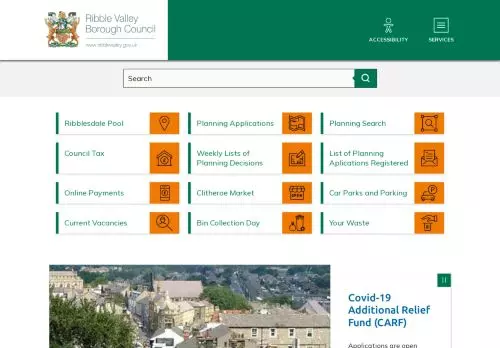 Ribble Valley
Borough Council
www.ribblevalley.gov.uk
ACCESSIBILITY
SERVICES
Search
Ribblesdale Pool
Planning Applications
Planning Search
Council Tax
Weekly Lists of
Planning Decisions
List of Planning
Aplications Registered
Online Payments
Clitheroe Market
Car Parks and Parking
Current Vacancies
Bin Collection Day
Your Waste
Covid-19
Additional Relief
Fund (CARF)
Applications are open